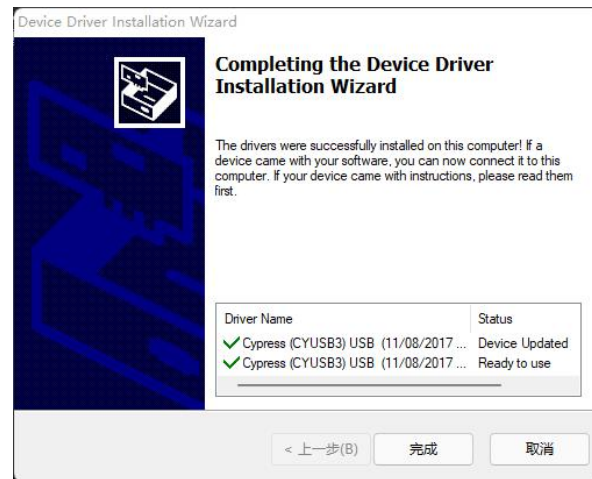 Device Driver Installation Wizard
Completing the Device Driver
Installation Wizard
The drivers were successfully installed on this computer! If a
device came with your software, you can now connect it to this
computer. If your device came with instructions, please read them
first.
Driver Name Status
Cypress (CYUSB3) USB (11/08/2017 ... Device Updated
Cypress (CYUSB3) USB (11/08/2017 ... Ready to use
< 上一步(B) 完成 取消